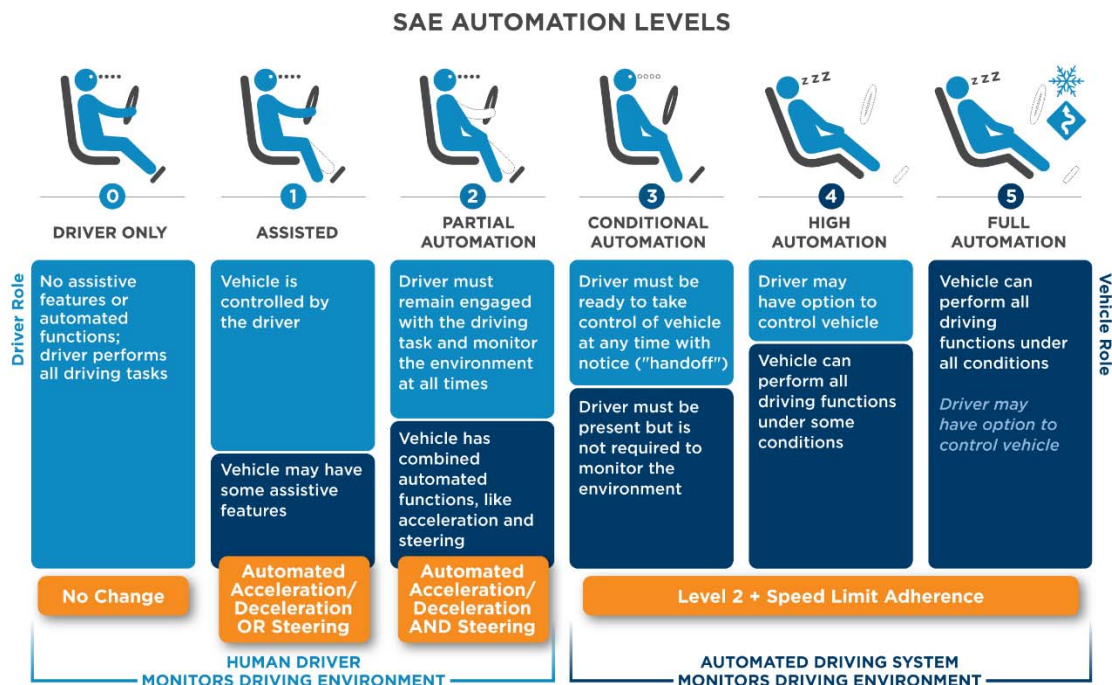 SAE AUTOMATION LEVELS
zzz
zzz
0
1
2
3
4
5
DRIVER ONLY
ASSISTED
PARTIAL
AUTOMATION
CONDITIONAL
AUTOMATION
HIGH
AUTOMATION
FULL
AUTOMATION
Driver Role
No assistive
features or
automated
functions;
driver performs
all driving tasks
Vehicle is
controlled by
the driver
Vehicle may have
some assistive
features
Driver must
remain engaged
with the driving
task and monitor
the environment
at all times
Vehicle has
combined
automated
functions, like
acceleration and
steering
Driver must be
ready to take
control of vehicle
at any time with
notice ("handoff")
Driver must be
present but is
not required to
monitor the
environment
Driver may
have option to
control vehicle
Vehicle can
perform all
driving functions
under some
conditions
Vehicle can
perform all
driving
functions under
all conditions
Driver may
have option to
control vehicle
Vehicle Role
No Change
Automated
Acceleration/
Deceleration
OR Steering
Automated
Acceleration/
Deceleration
AND Steering
Level 2 + Speed Limit Adherence
HUMAN DRIVER
MONITORS DRIVING ENVIRONMENT
AUTOMATED DRIVING SYSTEM
MONITORS DRIVING ENVIRONMENT